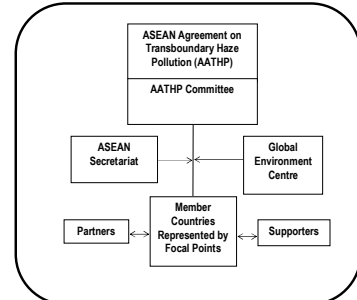 ASEAN Agreement on
Transboundary Haze
Pollution (AATHP)
AATHP Committee
ASEAN
Secretariat
Global
Environment
Centre
Member
Countries
Represented by
Focal Points
Partners
Supporters